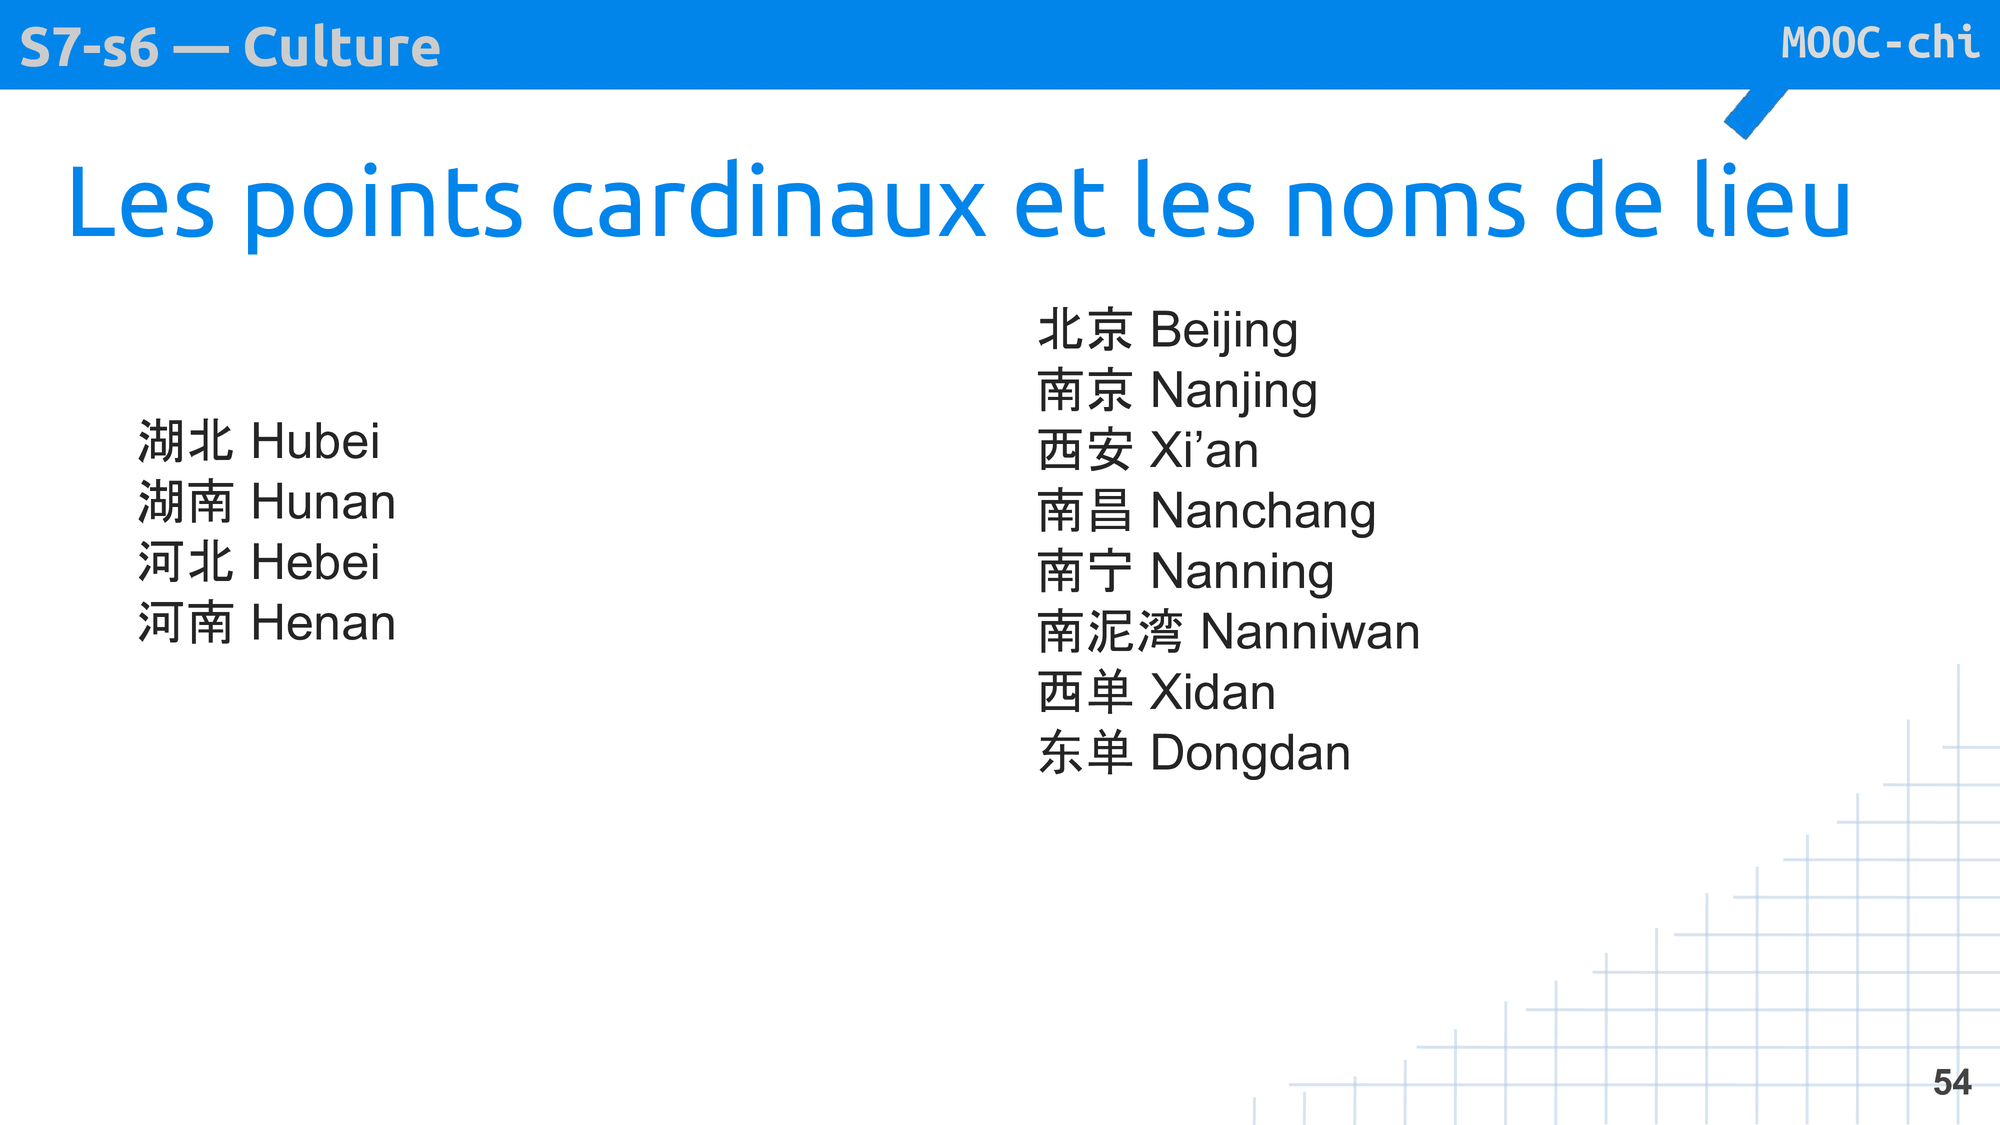 S7-s6 — Culture
MOOC-chi
Les points cardinaux et les noms de lieu
湖北 Hubei
湖南 Hunan
河北 Hebei
河南 Henan
北京 Beijing
南京 Nanjing
西安 Xi’an
南昌 Nanchang
南宁 Nanning
南泥湾 Nanniwan
西单 Xidan
东单 Dongdan
54